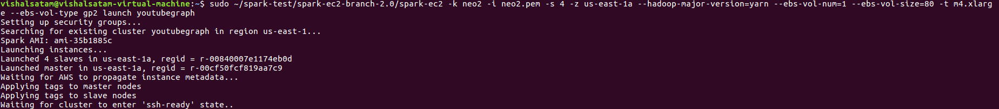 vishalsatam@vishalsatam-virtual-machine:~$ sudo ~/spark-test/spark-ec2-branch-2.0/spark-ec2 -k neo2 -i neo2.pem -s 4 -z us-east-1a --hadoop-major-version=yarn --ebs-vol-num=1 --ebs-vol-size=80 -t m4.xlarg
e --ebs-vol-type gp2 launch youtubegraph
Setting up security groups...
Searching for existing cluster youtubegraph in region us-east-1...
Spark AMI: ami-35b1885c
Launching instances...
Launched 4 slaves in us-east-1a, regid = r-00840007e1174eb0d
Launched master in us-east-1a, regid = r-00cf50fcf819aa7c9
Waiting for AWS to propagate instance metadata...
Applying tags to master nodes
Applying tags to slave nodes
Waiting for cluster to enter 'ssh-ready' state..